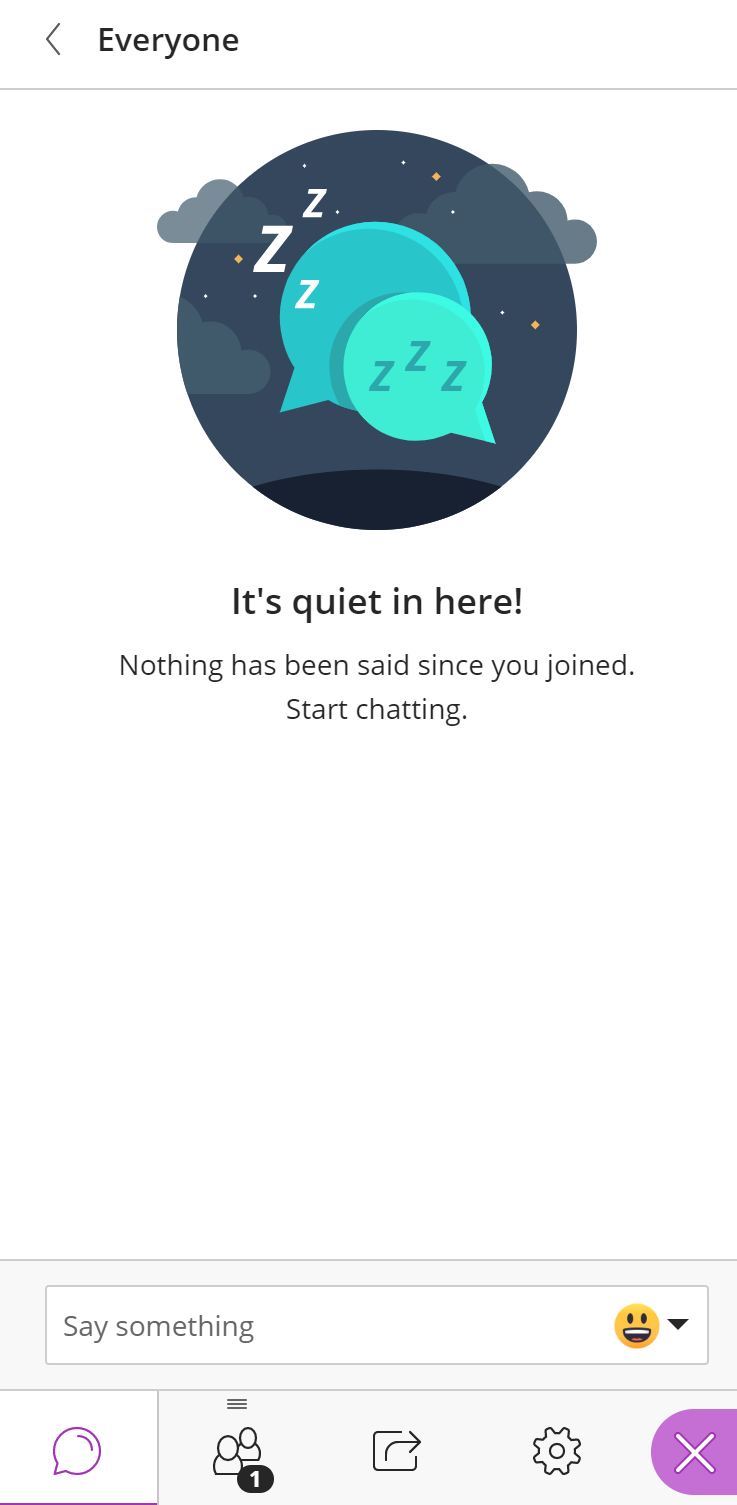 Everyone
z
Z
z
z z z
It's quiet in here!
Nothing has been said since you joined.
Start chatting.
Say something
1